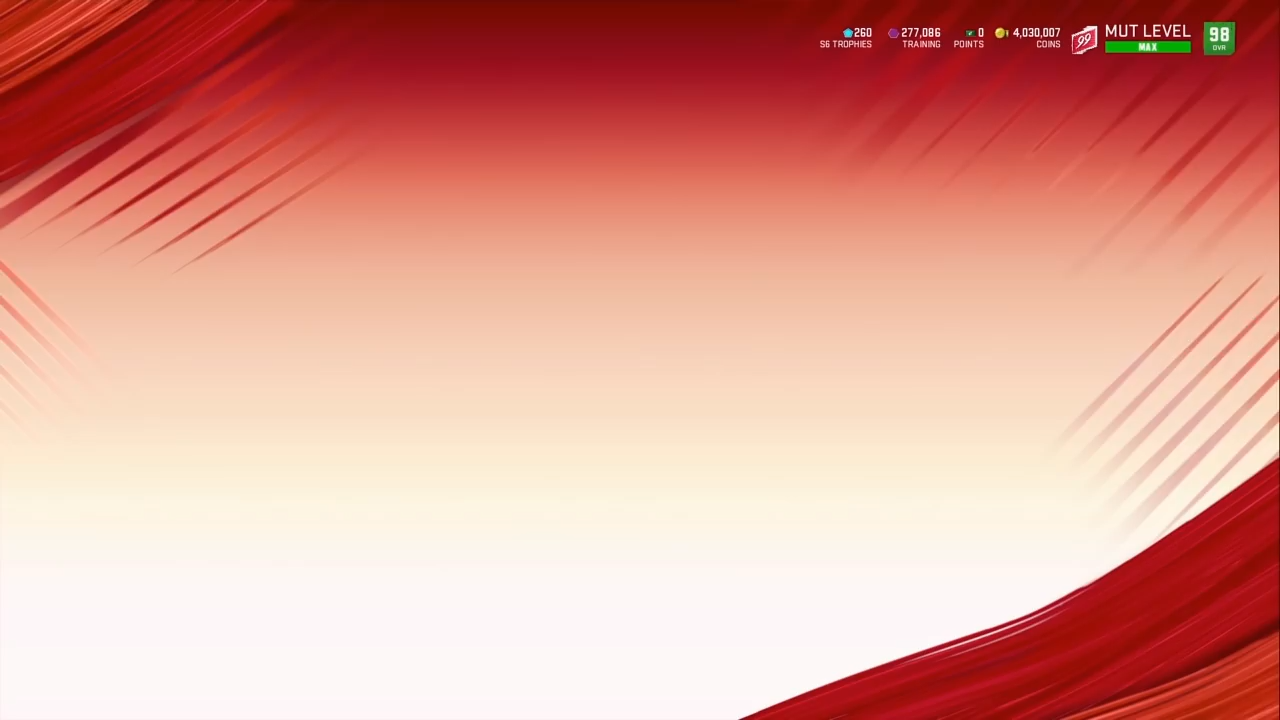 260
S6 TROPHIES
277,086
TRAINING
0
POINTS
4,030,007
COINS
99
MUT LEVEL
MAX
98
OVR